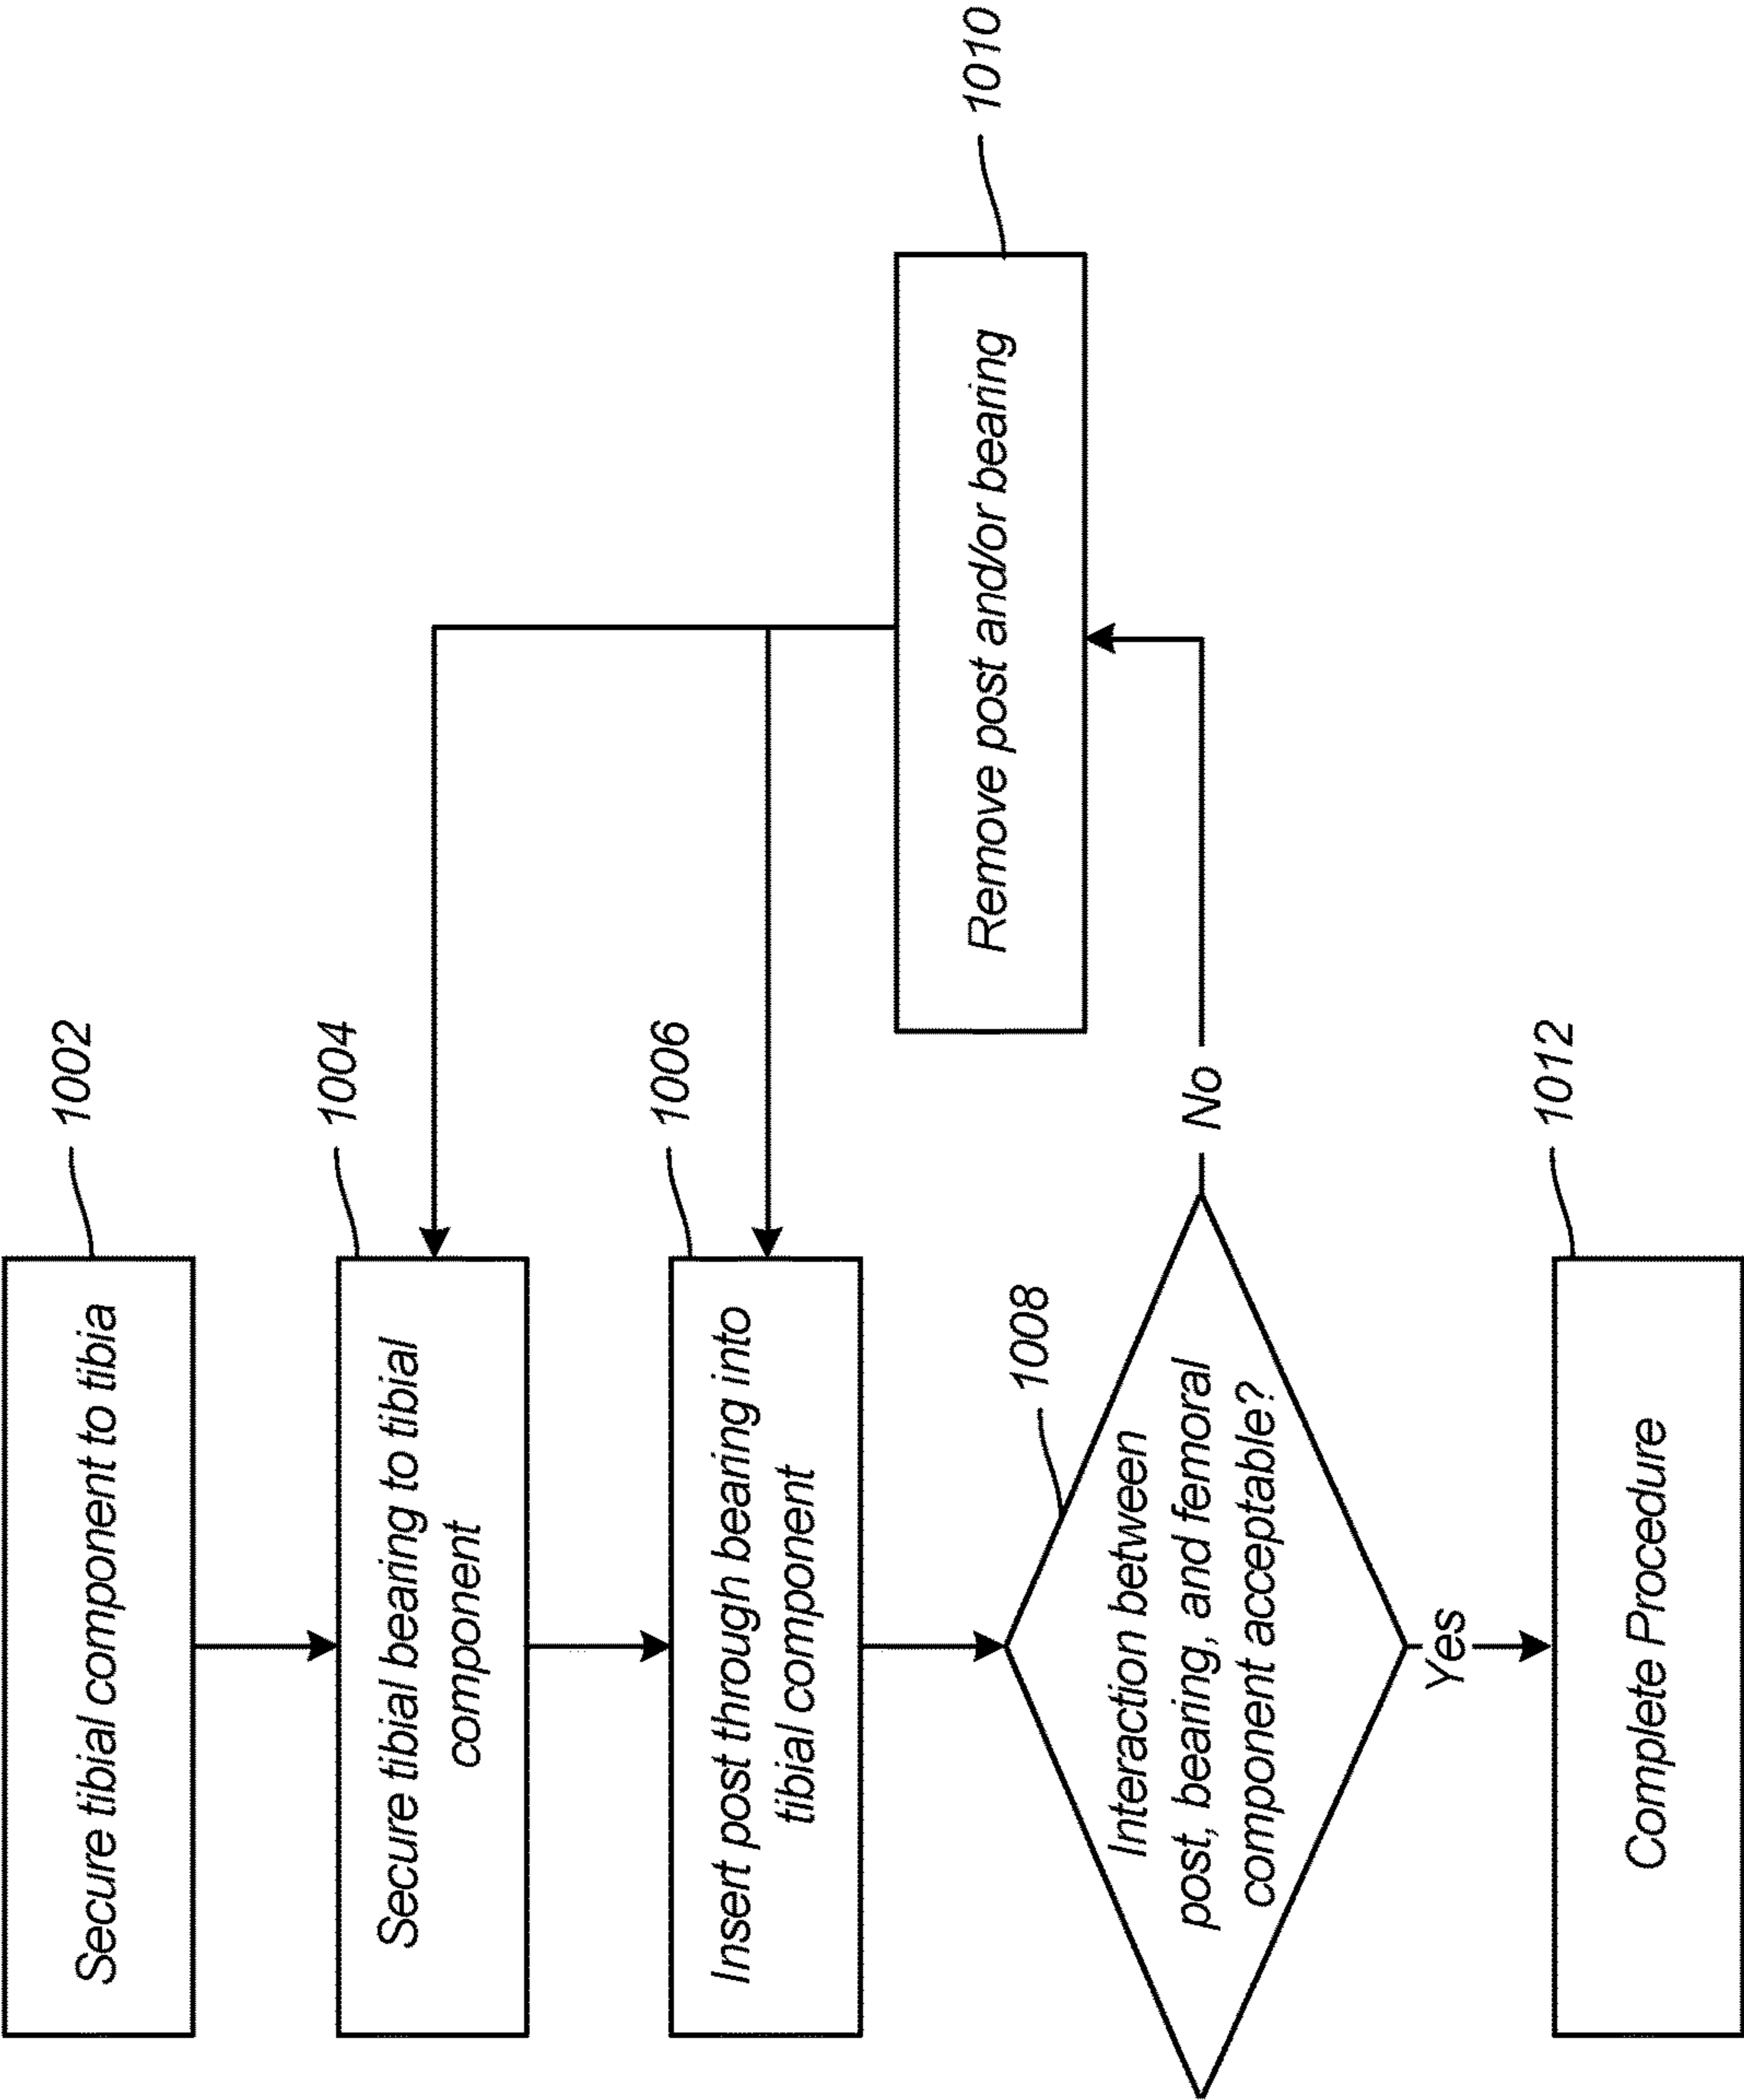 1002
Secure tibial component to tibia
1004
Secure tibial bearing to tibial
component
1006
Insert post through bearing into
tibial component
1008
Interaction between
post, bearing, and femoral
component acceptable?
No
1010
Remove post and/or bearing
Yes
1012
Complete Procedure